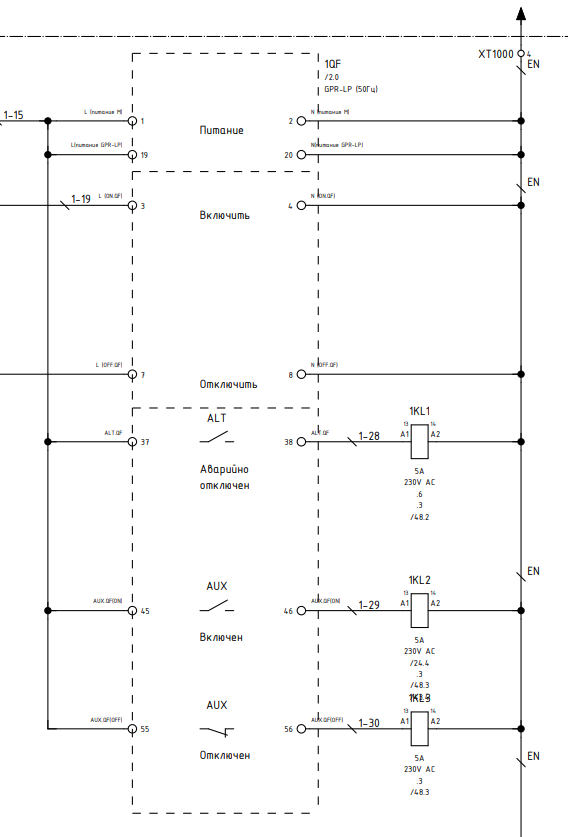 XT1000 4
EN
1QF
/2.0
GPR-LP (50Гц)
1-15
L (питание М)
1
Питание
2
N (питание М)
L(питание GPR-LP)
19
20
N(питание GPR-LP)
EN
1-19
L (ON.QF)
3
Включить
4
N (ON.QF)
L (OFF.QF)
7
Отключить
8
N (OFF.QF)
ALT
1KL1
ALT.QF
37
38
ALT.QF
1-28
13
14
A1
A2
Аварийно
отключен
5A
230V AC
.6
.3
/48.2
EN
AUX
1KL2
AUX.QF(ON)
45
46
AUX.QF(ON)
1-29
13
14
A1
A2
Включен
5A
230V AC
/24.4
.3
/48.3
AUX
1KL3
AUX.QF(OFF)
55
56
AUX.QF(OFF)
1-30
13
14
A1
A2
Отключен
EN
5A
230V AC
.3
/48.3